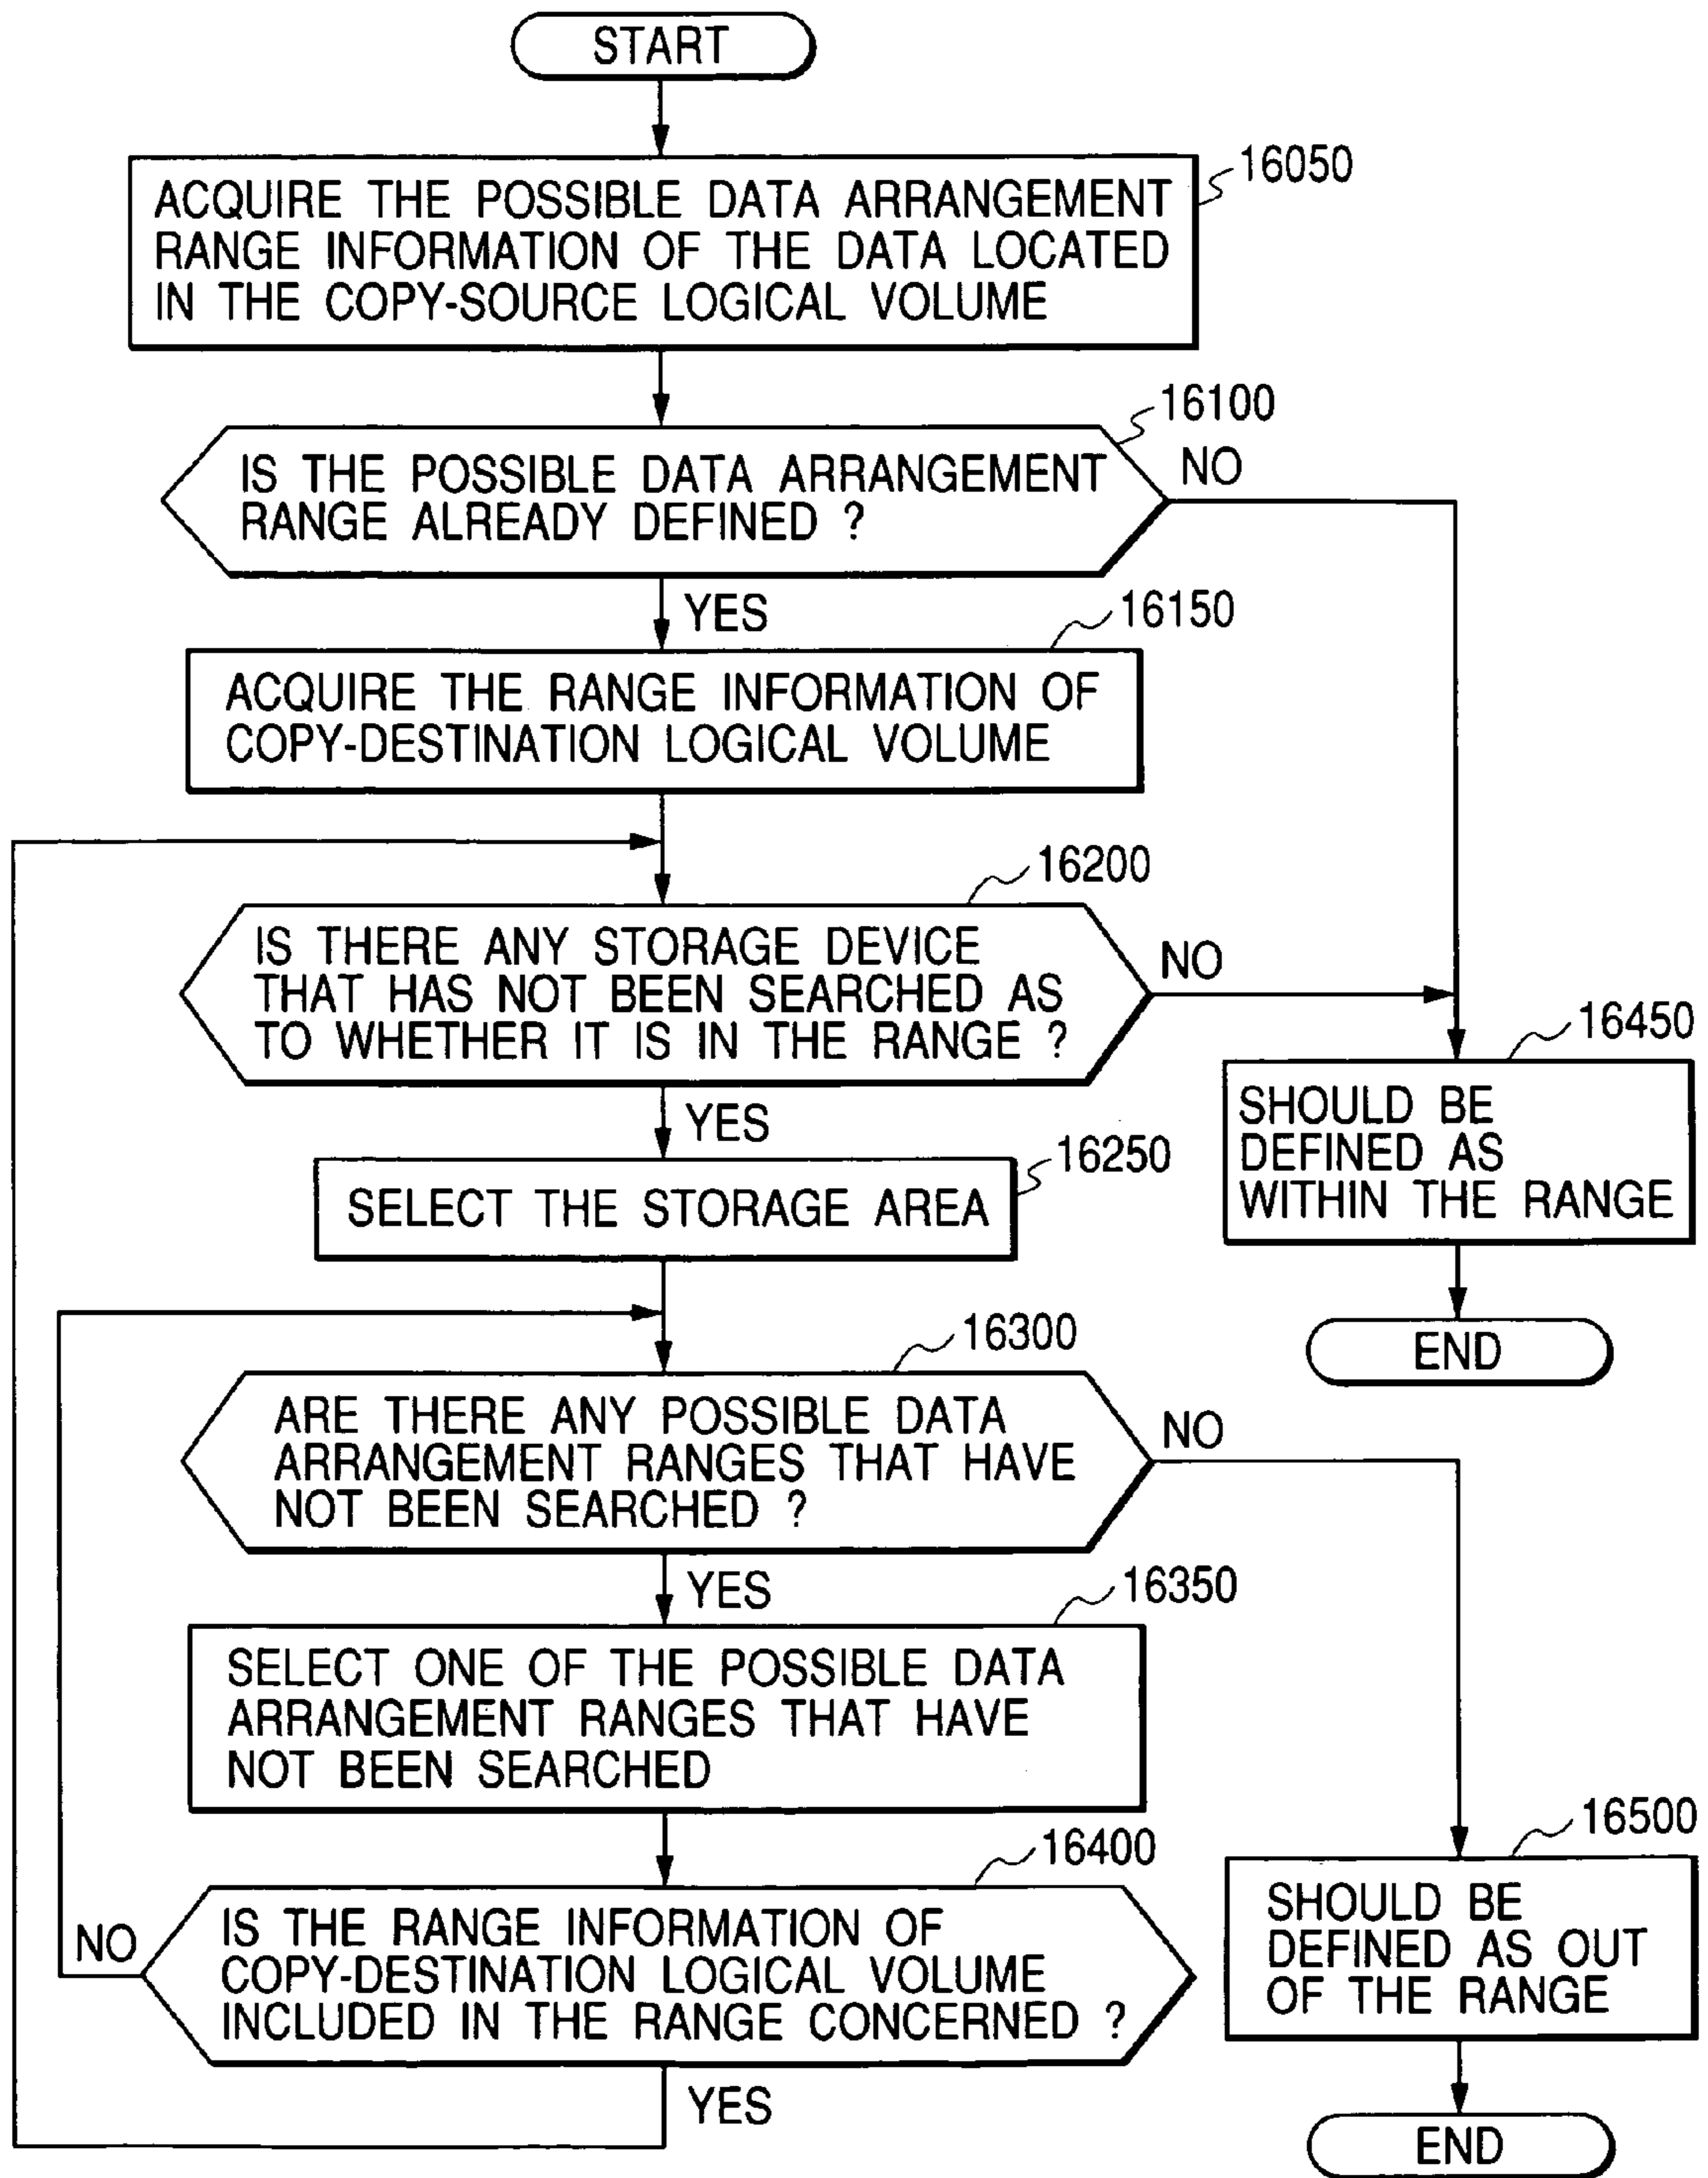 START
16050
ACQUIRE THE POSSIBLE DATA ARRANGEMENT
RANGE INFORMATION OF THE DATA LOCATED
IN THE COPY-SOURCE LOGICAL VOLUME
16100
IS THE POSSIBLE DATA ARRANGEMENT
RANGE ALREADY DEFINED ?
NO
YES
16150
ACQUIRE THE RANGE INFORMATION OF
COPY-DESTINATION LOGICAL VOLUME
16200
IS THERE ANY STORAGE DEVICE
THAT HAS NOT BEEN SEARCHED AS
TO WHETHER IT IS IN THE RANGE ?
NO
YES
16450
SHOULD BE
DEFINED AS
WITHIN THE RANGE
END
16250
SELECT THE STORAGE AREA
16300
ARE THERE ANY POSSIBLE DATA
ARRANGEMENT RANGES THAT HAVE
NOT BEEN SEARCHED ?
NO
YES
16350
SELECT ONE OF THE POSSIBLE DATA
ARRANGEMENT RANGES THAT HAVE
NOT BEEN SEARCHED
16400
IS THE RANGE INFORMATION OF
COPY-DESTINATION LOGICAL VOLUME
INCLUDED IN THE RANGE CONCERNED ?
NO
YES
16500
SHOULD BE
DEFINED AS OUT
OF THE RANGE
END